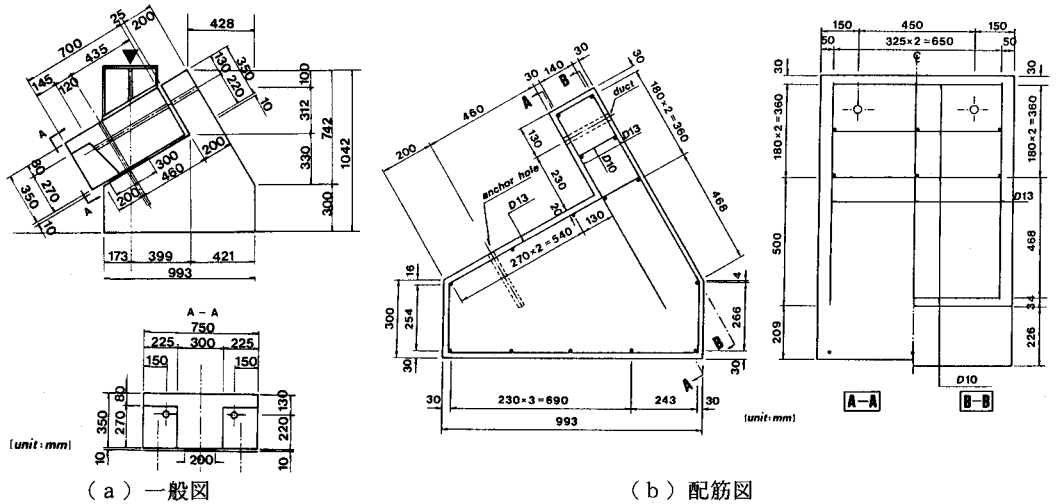 25
200
700
435
145
120
428
350
130
220
10
100
312
742
330
1042
300
A
A
80
270
350
10
300
460
200
200
173 399 421
993
A-A
750
225 300 225
150 150
80
350
270
130
220
10
200
10
[unit:mm]
(a) 一般図
30
140
30
B
30
A
460
200
130
230
20
duct
D13
D10
180×2=360
anchor hole
D13
130
270×2=540
468
16
300
254
30
4
266
30
B
A
30 230×3=690 243 30
993
[unit:mm]
(b) 配筋図
150 450 150
50 325×2=650 50
℄
30
180×2=360
500
209
30
180×2=360
D13
468
34
226
D10
A-A
B-B